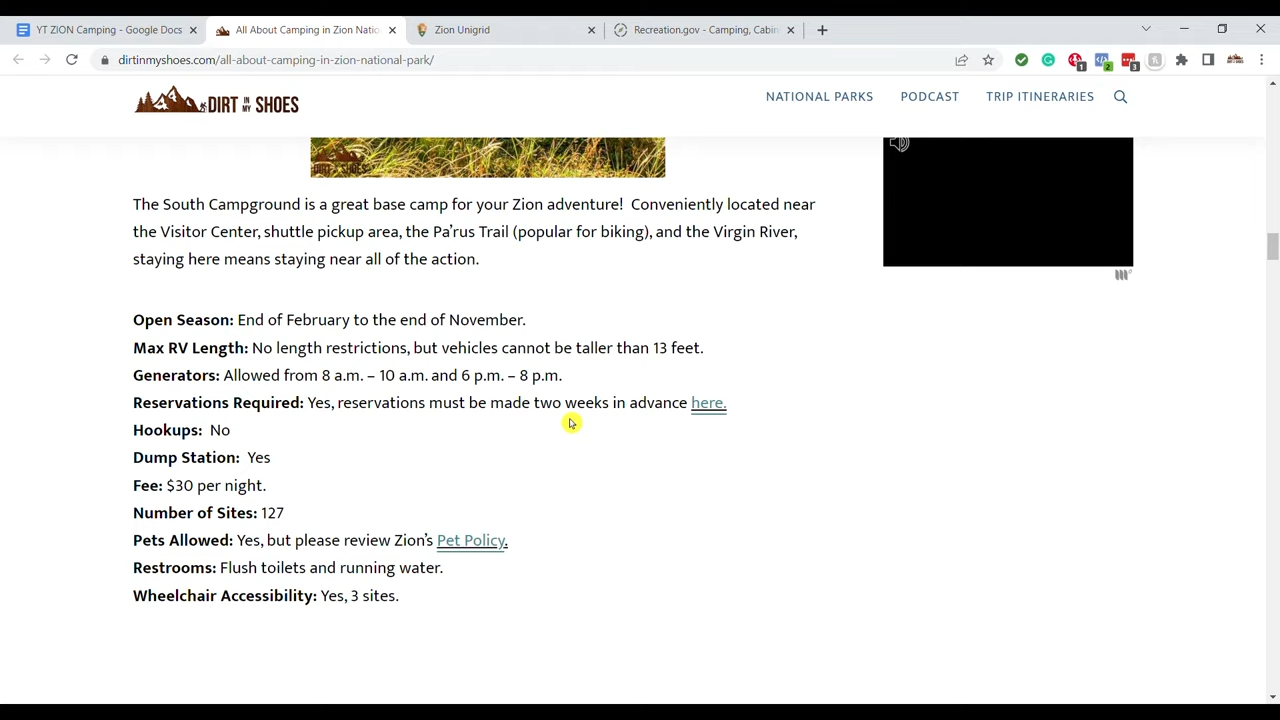 YT ZION Camping - Google Docs
All About Camping in Zion Natio
Zion Unigrid
Recreation.gov - Camping, Cabin
dirtinmyshoes.com/all-about-camping-in-zion-national-park/
1
2
3
DIRT IN MY SHOES
NATIONAL PARKS
PODCAST
TRIP ITINERARIES
The South Campground is a great base camp for your Zion adventure! Conveniently located near
the Visitor Center, shuttle pickup area, the Pa’rus Trail (popular for biking), and the Virgin River,
staying here means staying near all of the action.
Open Season: End of February to the end of November.
Max RV Length: No length restrictions, but vehicles cannot be taller than 13 feet.
Generators: Allowed from 8 a.m. – 10 a.m. and 6 p.m. – 8 p.m.
Reservations Required: Yes, reservations must be made two weeks in advance here.
Hookups: No
Dump Station: Yes
Fee: $30 per night.
Number of Sites: 127
Pets Allowed: Yes, but please review Zion’s Pet Policy.
Restrooms: Flush toilets and running water.
Wheelchair Accessibility: Yes, 3 sites.